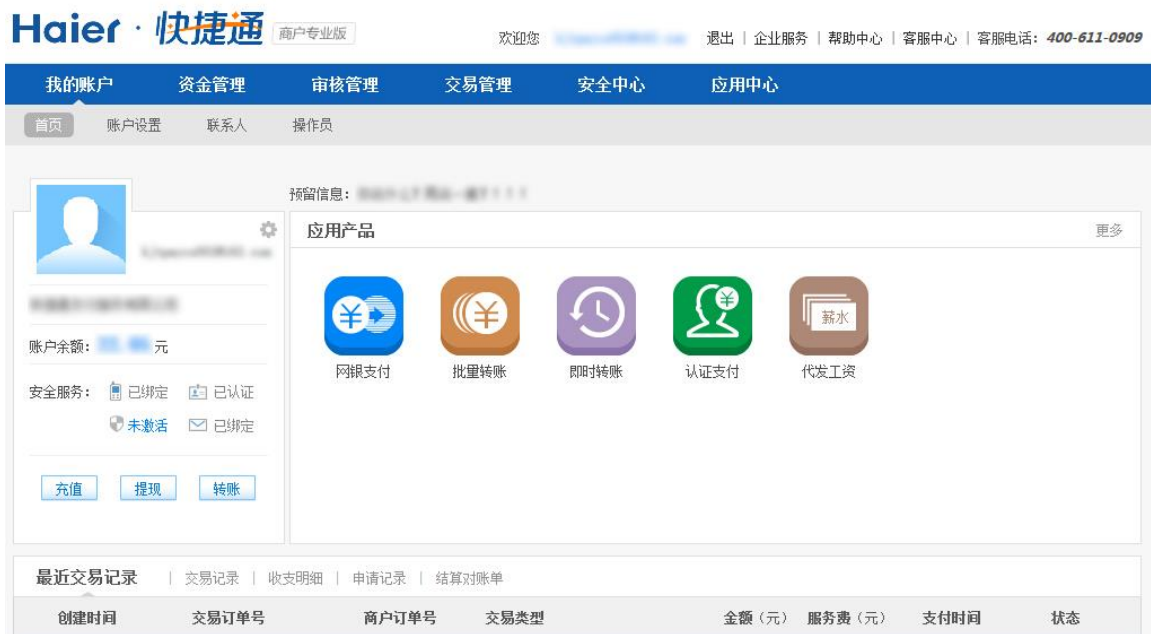 Haier · 快捷通 商户专业版
欢迎您 退出 | 企业服务 | 帮助中心 | 客服中心 | 客服电话: 400-611-0909
我的账户 资金管理 审核管理 交易管理 安全中心 应用中心
首页 账户设置 联系人 操作员
预留信息:
应用产品 更多
账户余额: 元
安全服务: 已绑定 已认证
未激活 已绑定
充值 提现 转账
网银支付 批量转账 即时转账 认证支付 代发工资
薪水
最近交易记录 | 交易记录 | 收支明细 | 申请记录 | 结算对账单
创建时间 交易订单号 商户订单号 交易类型 金额（元） 服务费（元） 支付时间 状态